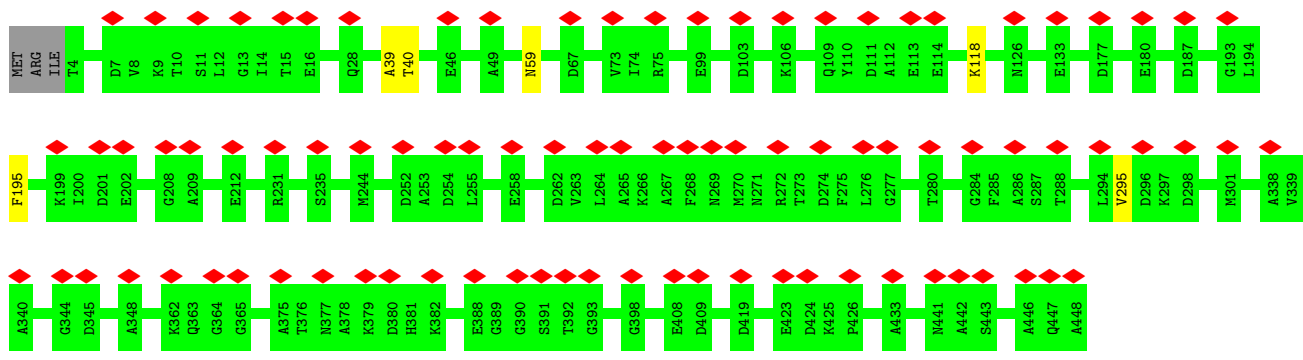 MET ARG ILE T4 D7 V8 K9 T10 S11 L12 G13 I14 T15 E16 Q28 A39 T40 E46 A49 N59 D67 V73 I74 R75 E99 D103 K106 Q109 Y110 D111 A112 E113 E114 K118 N126 E133 D177 E180 D187 G193 L194
F195 K199 I200 D201 E202 G208 A209 E212 R231 S235 M244 D252 A253 D254 L255 E258 D262 V263 L264 A265 K266 A267 F268 N269 M270 N271 R272 T273 D274 F275 L276 G277 T280 G284 F285 A286 S287 T288 L294 V295 D296 K297 D298 M301 A338 V339
A340 G344 D345 A348 K362 Q363 G364 G365 A375 T376 N377 A378 K379 D380 H381 K382 E388 G389 G390 S391 T392 G393 G398 E408 D409 D419 E423 D424 K425 P426 A433 N441 A442 S443 A446 Q447 A448